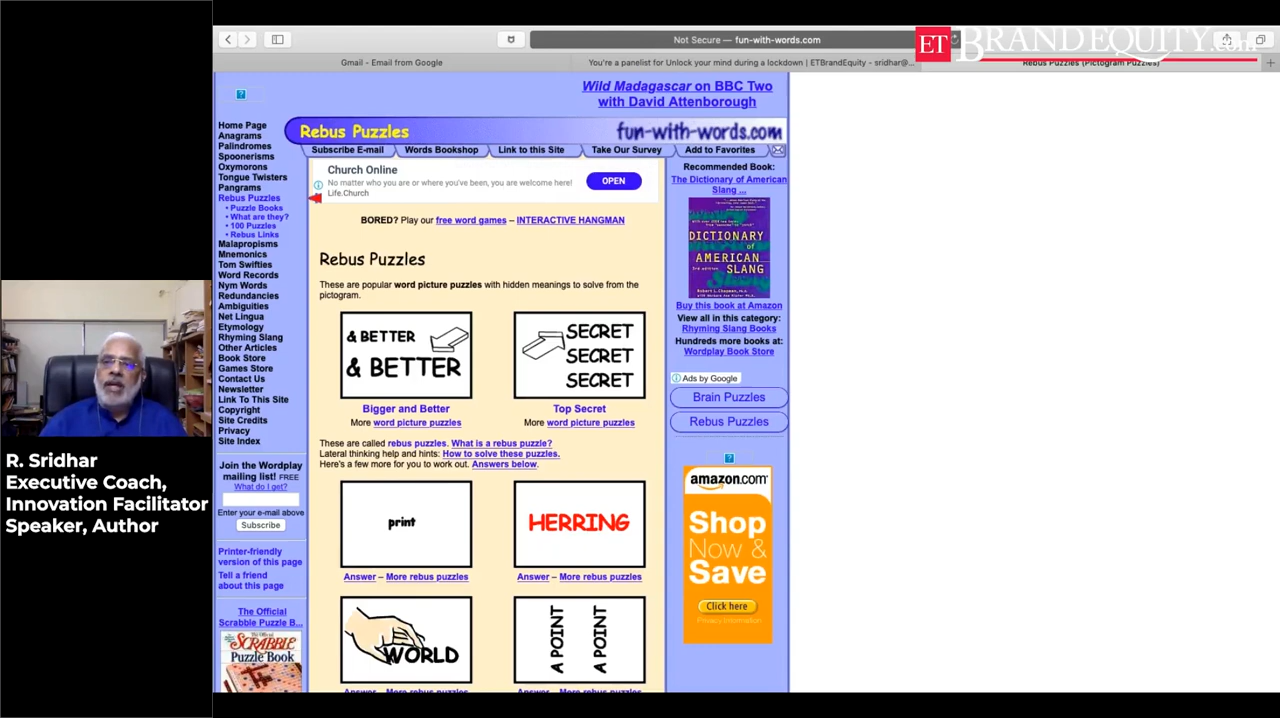 Not Secure — fun-with-words.com
ET BRANDEQUITY.com
Gmail - Email from Google
You're a panelist for Unlock your mind during a lockdown | ETBrandEquity - sridhar@...
Rebus Puzzles (Pictogram Puzzles)
Wild Madagascar on BBC Two
with David Attenborough
Rebus Puzzles
fun-with-words.com
Subscribe E-mail
Words Bookshop
Link to this Site
Take Our Survey
Add to Favorites
Home Page
Anagrams
Palindromes
Spoonerisms
Oxymorons
Tongue Twisters
Pangrams
Rebus Puzzles
• Puzzle Books
• What are they?
• 100 Puzzles
• Rebus Links
Malapropisms
Mnemonics
Tom Swifties
Word Records
Nym Words
Redundancies
Ambiguities
Net Lingua
Etymology
Rhyming Slang
Other Articles
Book Store
Games Store
Contact Us
Newsletter
Link To This Site
Copyright
Site Credits
Privacy
Site Index
Join the Wordplay
mailing list! FREE
What do I get?
Enter your e-mail above
Subscribe
Printer-friendly
version of this page
Tell a friend
about this page
The Official
Scrabble Puzzle B...
SCRABBLE
Puzzle Book
Church Online
No matter who you are or where you've been, you are welcome here!
Life.Church
OPEN
BORED? Play our free word games – INTERACTIVE HANGMAN
Rebus Puzzles
These are popular word picture puzzles with hidden meanings to solve from the
pictogram.
& BETTER
& BETTER
SECRET
SECRET
SECRET
Bigger and Better
Top Secret
More word picture puzzles
More word picture puzzles
These are called rebus puzzles. What is a rebus puzzle?
Lateral thinking help and hints: How to solve these puzzles.
Here's a few more for you to work out. Answers below.
print
HERRING
Answer – More rebus puzzles
Answer – More rebus puzzles
WORLD
A POINT
A POINT
Answer – More rebus puzzles
Answer – More rebus puzzles
Recommended Book:
The Dictionary of American
Slang ...
DICTIONARY
of
AMERICAN
SLANG
Buy this book at Amazon
View all in this category:
Rhyming Slang Books
Hundreds more books at:
Wordplay Book Store
Ads by Google
Brain Puzzles
Rebus Puzzles
amazon.com
Shop
Now &
Save
Click here
Privacy Information
R. Sridhar
Executive Coach,
Innovation Facilitator
Speaker, Author